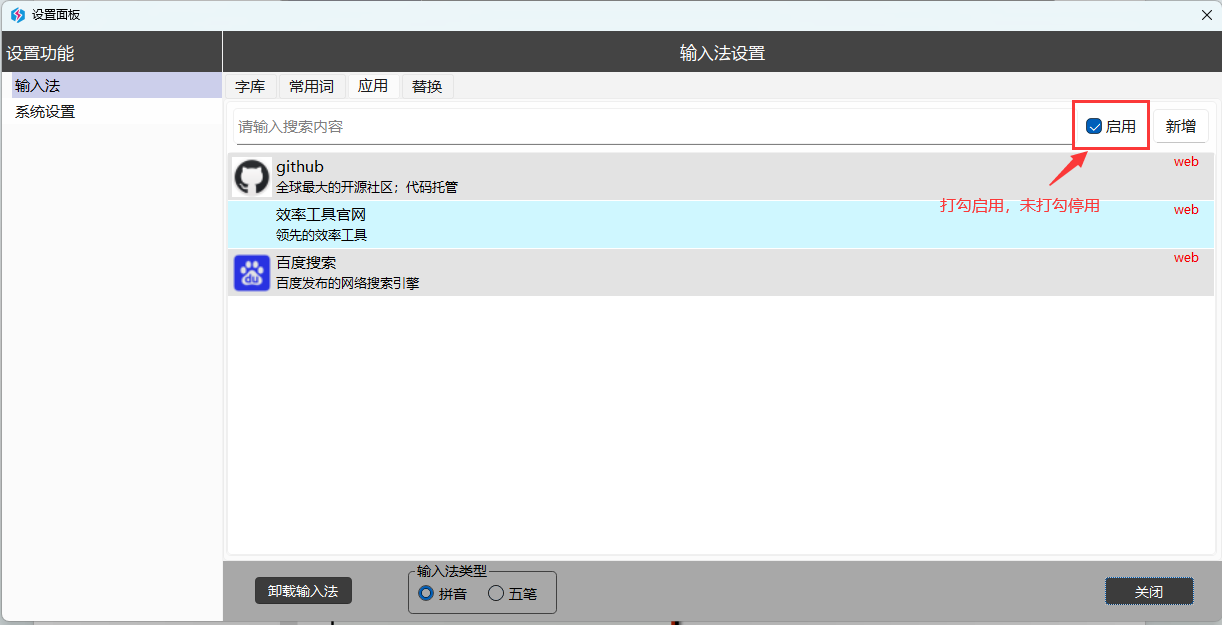 设置面板
设置功能
输入法设置
输入法
系统设置
字库 常用词 应用 替换
请输入搜索内容
启用
新增
github
web
全球最大的开源社区；代码托管
打勾启用，未打勾停用
效率工具官网
web
领先的效率工具
百度搜索
web
du
百度发布的网络搜索引擎
卸载输入法
输入法类型
拼音 五笔
关闭